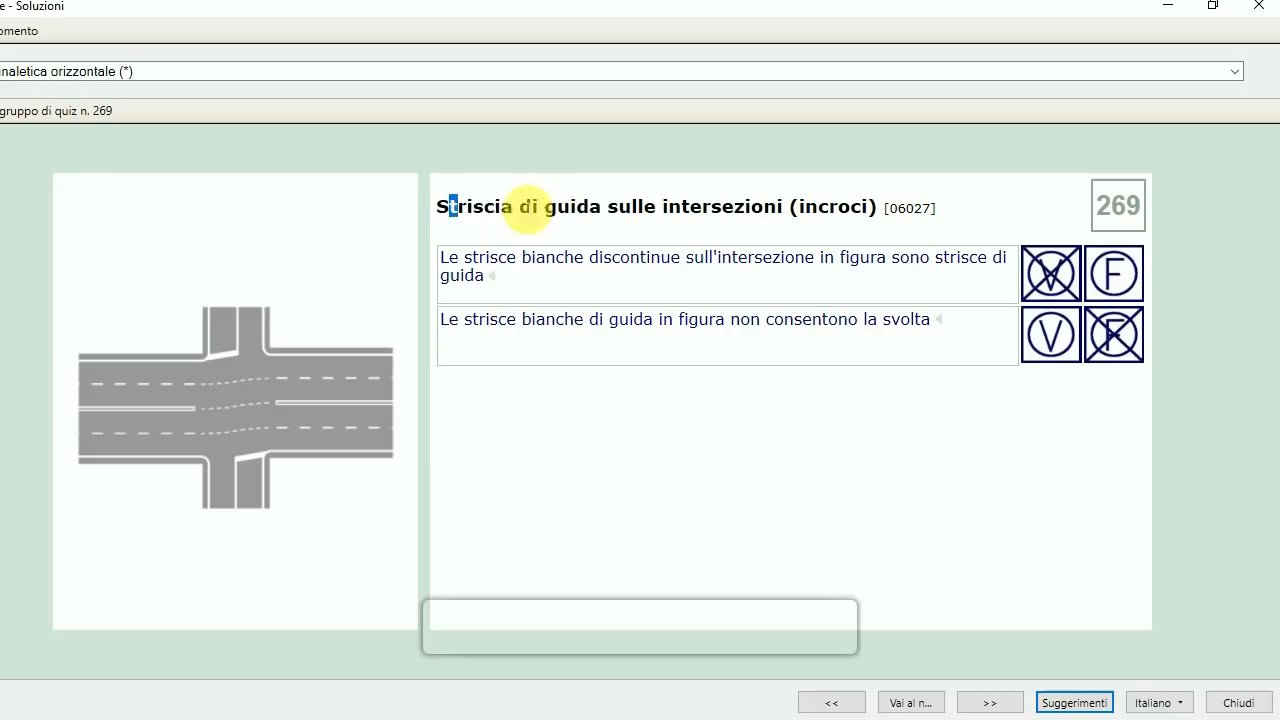 e - Soluzioni
omento
naletica orizzontale (*)
gruppo di quiz n. 269
Striscia di guida sulle intersezioni (incroci) [06027]
269
Le strisce bianche discontinue sull'intersezione in figura sono strisce di
guida
V F
Le strisce bianche di guida in figura non consentono la svolta
V F
<< Vai al n... >> Suggerimenti Italiano Chiudi